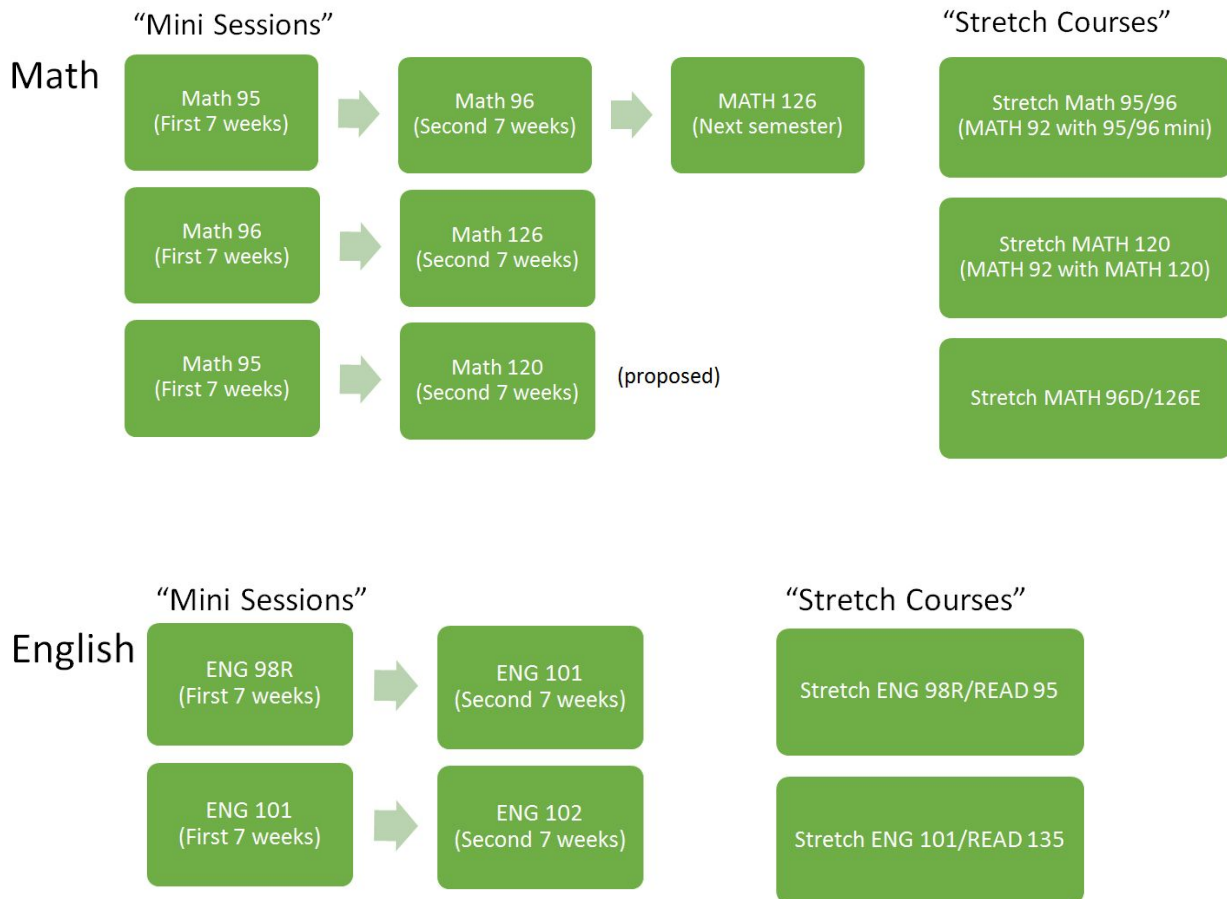 “Mini Sessions”
“Stretch Courses”
Math
Math 95
(First 7 weeks)
Math 96
(Second 7 weeks)
MATH 126
(Next semester)
Stretch Math 95/96
(MATH 92 with 95/96 mini)
Math 96
(First 7 weeks)
Math 126
(Second 7 weeks)
Stretch MATH 120
(MATH 92 with MATH 120)
Math 95
(First 7 weeks)
Math 120
(Second 7 weeks)
(proposed)
Stretch MATH 96D/126E
“Mini Sessions”
“Stretch Courses”
English
ENG 98R
(First 7 weeks)
ENG 101
(Second 7 weeks)
Stretch ENG 98R/READ 95
ENG 101
(First 7 weeks)
ENG 102
(Second 7 weeks)
Stretch ENG 101/READ 135